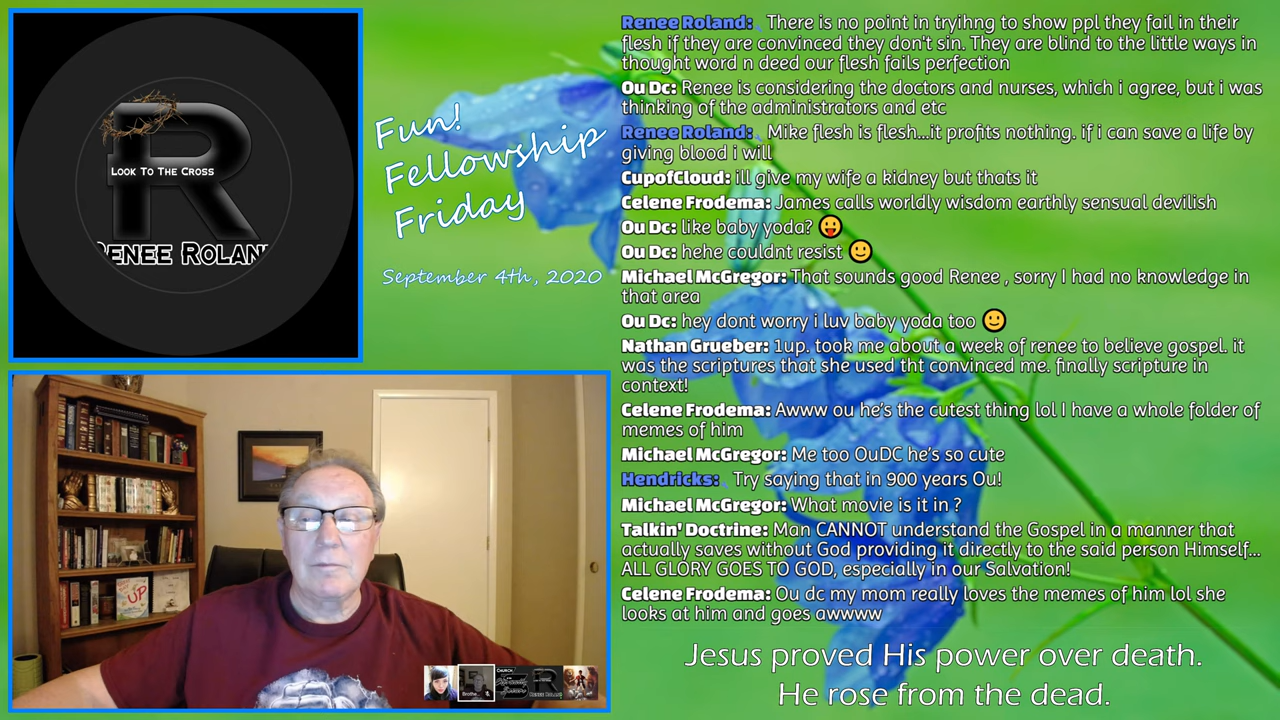 LOOK TO THE CROSS
RENEE ROLAN
Fun!
Fellowship
Friday
September 4th, 2020
Renee Roland: There is no point in tryihng to show ppl they fail in their
flesh if they are convinced they don't sin. They are blind to the little ways in
thought word n deed our flesh fails perfection
Ou Dc: Renee is considering the doctors and nurses, which i agree, but i was
thinking of the administrators and etc
Renee Roland: Mike flesh is flesh...it profits nothing. if i can save a life by
giving blood i will
CupofCloud: ill give my wife a kidney but thats it
Celene Frodema: James calls worldly wisdom earthly sensual devilish
Ou Dc: like baby yoda? 😛
Ou Dc: hehe couldnt resist 🙂
Michael McGregor: That sounds good Renee , sorry I had no knowledge in
that area
Ou Dc: hey dont worry i luv baby yoda too 🙂
Nathan Grueber: 1up. took me about a week of renee to believe gospel. it
was the scriptures that she used tht convinced me. finally scripture in
context!
Celene Frodema: Awww ou he's the cutest thing lol I have a whole folder of
memes of him
Michael McGregor: Me too OuDC he's so cute
Hendricks: Try saying that in 900 years Ou!
Michael McGregor: What movie is it in ?
Talkin' Doctrine: Man CANNOT understand the Gospel in a manner that
actually saves without God providing it directly to the said person Himself...
ALL GLORY GOES TO GOD, especially in our Salvation!
Celene Frodema: Ou dc my mom really loves the memes of him lol she
looks at him and goes awwww
Jesus proved His power over death.
He rose from the dead.
UP
Brothe...